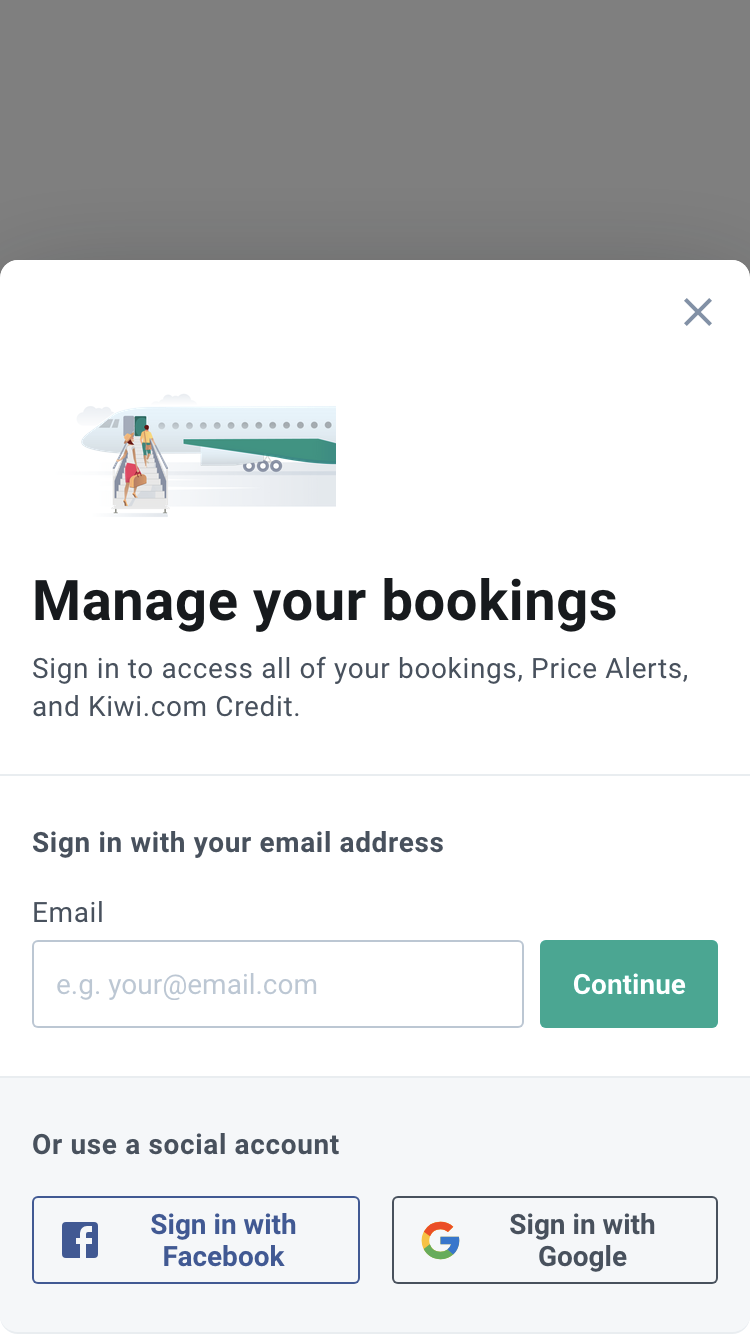 Manage your bookings
Sign in to access all of your bookings, Price Alerts,
and Kiwi.com Credit.
Sign in with your email address
Email
e.g. your@email.com
Continue
Or use a social account
Sign in with
Facebook
Sign in with
Google